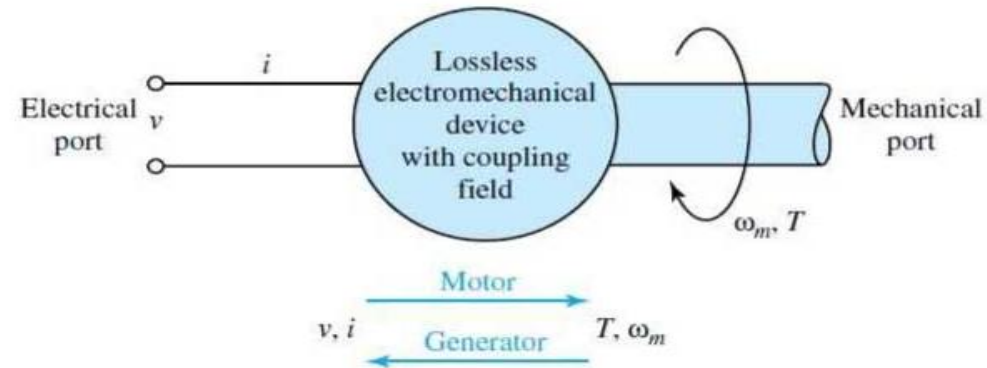 Electrical port
v
i
Lossless
electromechanical
device
with coupling
field
Mechanical
port
ωm, T
Motor
v, i
T, ωm
Generator